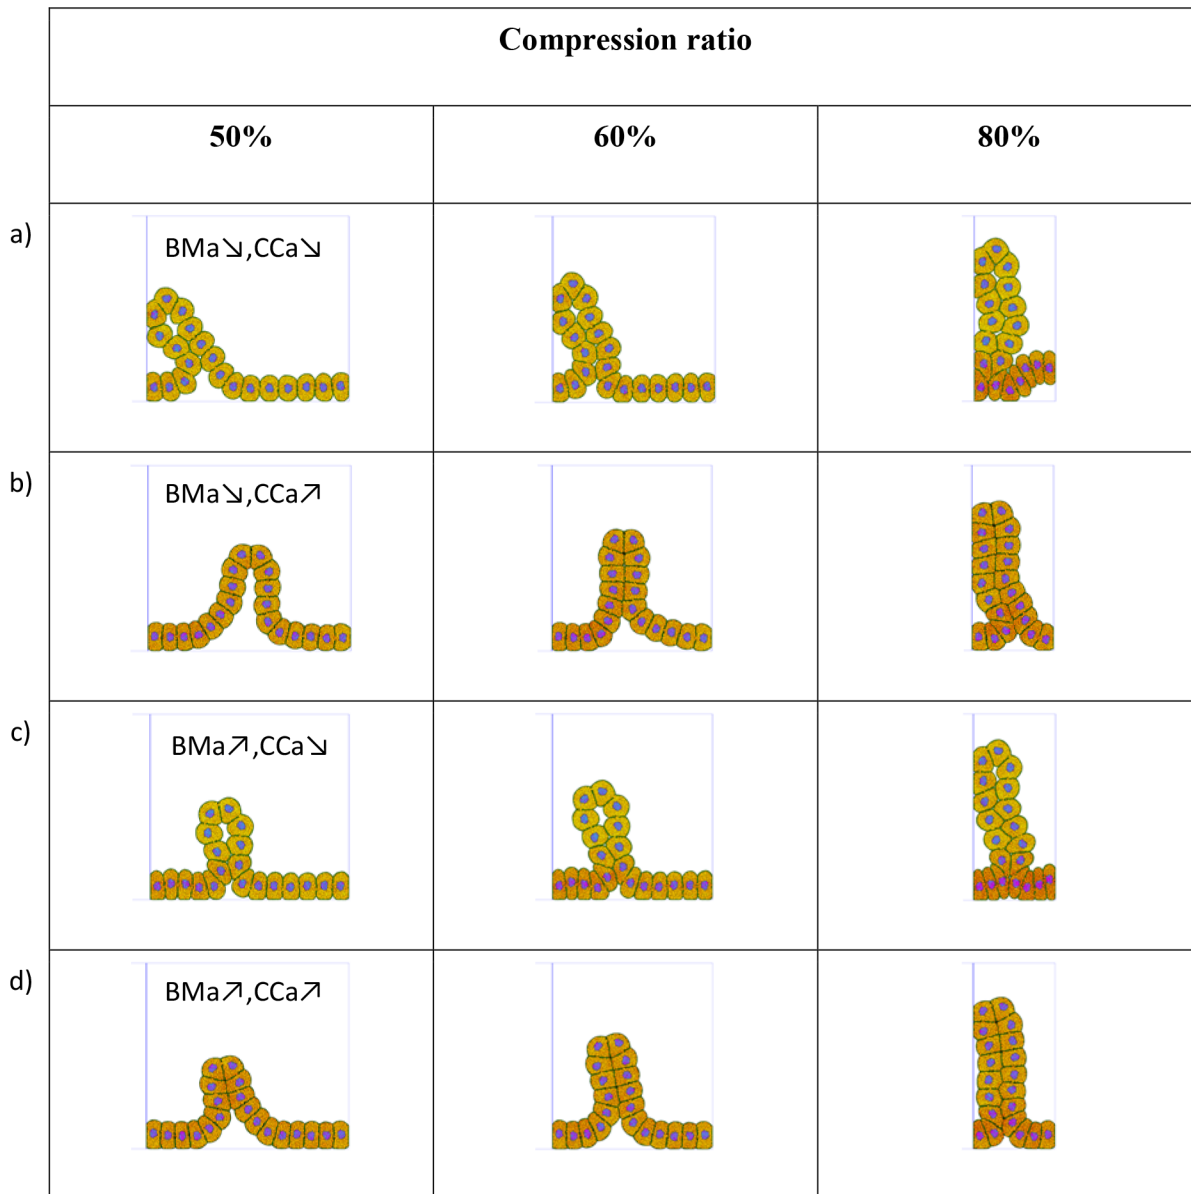 Compression ratio
50% 60% 80%
a) BMa↘,CCa↘
b) BMa↘,CCa↗
c) BMa↗,CCa↘
d) BMa↗,CCa↗